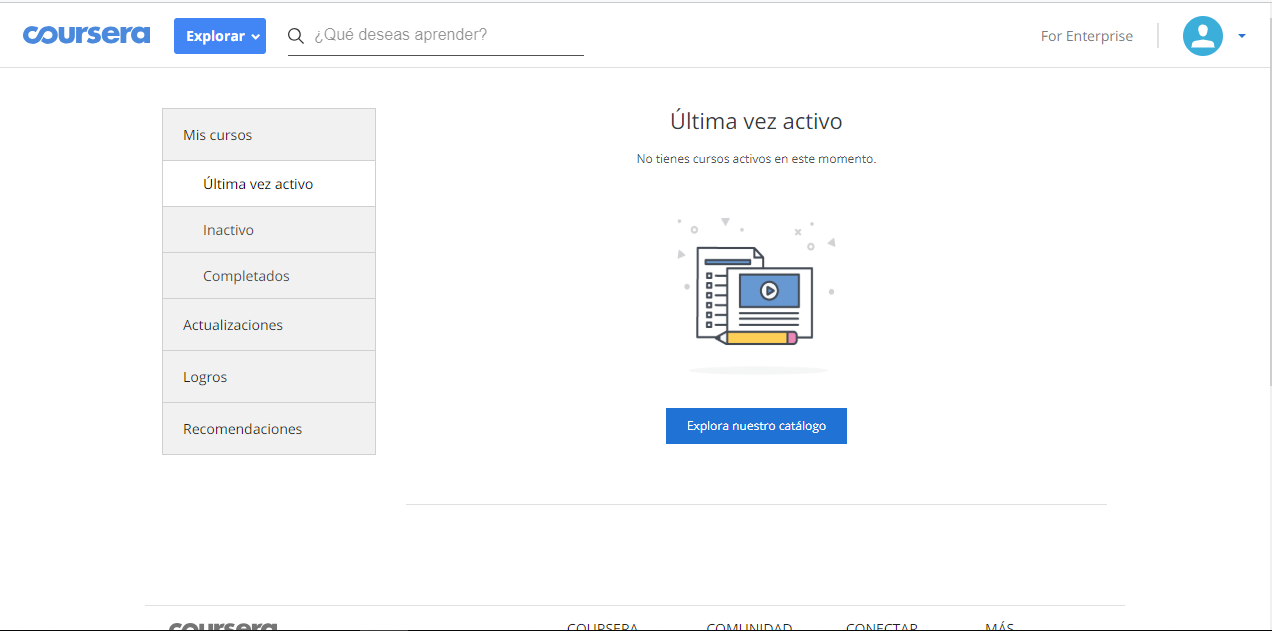 coursera
Explorar
¿Qué deseas aprender?
For Enterprise
Mis cursos
Última vez activo
Inactivo
Completados
Actualizaciones
Logros
Recomendaciones
Última vez activo
No tienes cursos activos en este momento.
Explora nuestro catálogo
coursera
COURSERA
COMUNIDAD
CONECTAR
MÁS